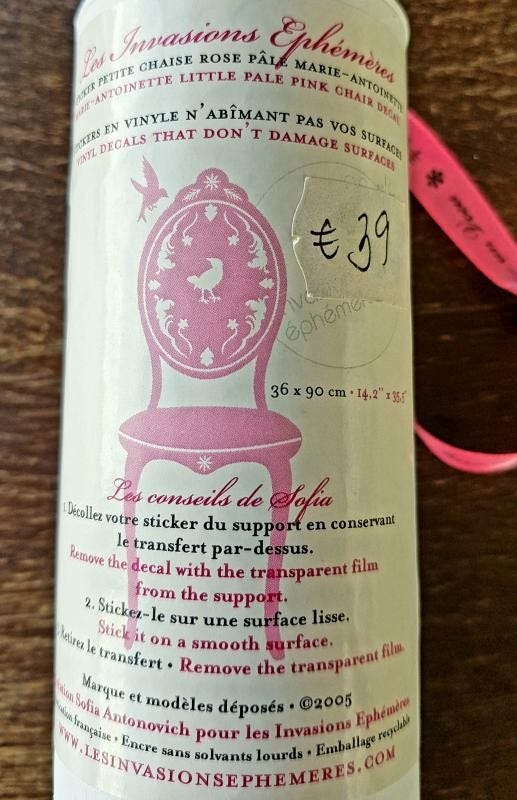 Les Invasions Ephémères
PETITE CHAISE ROSE PÂLE MARIE-ANTOINETTE
MARIE-ANTOINETTE LITTLE PALE PINK CHAIR DECAL
EN VINYLE N'ABÎMANT PAS VOS SURFACES
VINYL DECALS THAT DON'T DAMAGE SURFACES
€ 39
éphémer
36 x 90 cm • 14,2" x 35,5"
Les conseils de Sofia
1. Décollez votre sticker du support en conservant
le transfert par-dessus.
Remove the decal with the transparent film
from the support.
2. Stickez-le sur une surface lisse.
Stick it on a smooth surface.
3. Retirez le transfert • Remove the transparent film.
Marque et modèles déposés • ©2005
Sofia Antonovich pour les Invasions Ephémères
française • Encre sans solvants lourds • Emballage recyclable
WWW.LESINVASIONSEPHEMERES.COM